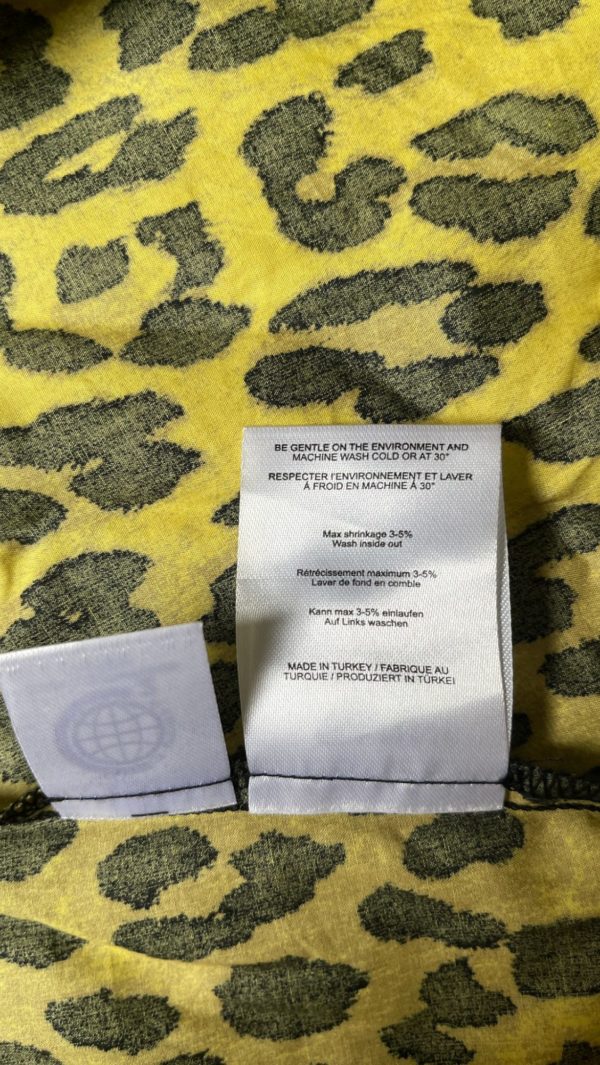 BE GENTLE ON THE ENVIRONMENT AND
MACHINE WASH COLD OR AT 30°
RESPECTER l'ENVIRONNEMENT ET LAVER
À FROID EN MACHINE À 30°
Max shrinkage 3-5%
Wash inside out
Rétrécissement maximum 3-5%
Laver de fond en comble
Kann max 3-5% einlaufen
Auf Links waschen
MADE IN TURKEY / FABRIQUE AU
TURQUIE / PRODUZIERT IN TÜRKEI